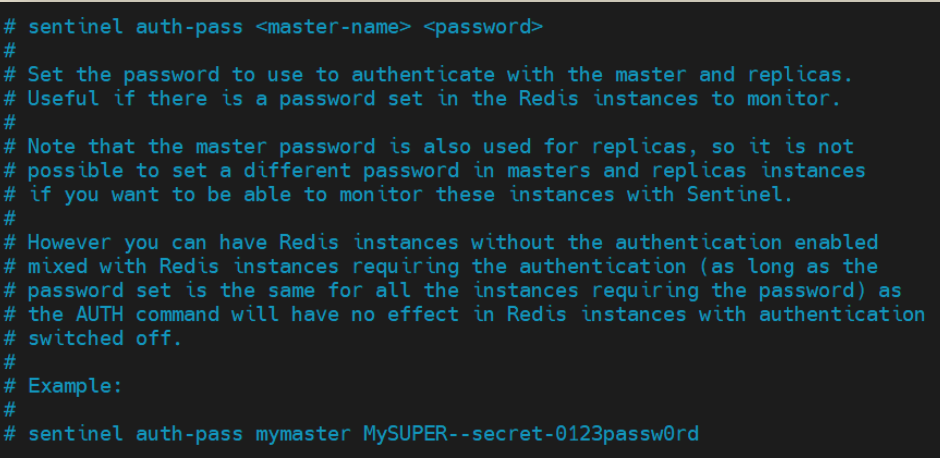 # sentinel auth-pass <master-name> <password>
#
# Set the password to use to authenticate with the master and replicas.
# Useful if there is a password set in the Redis instances to monitor.
#
# Note that the master password is also used for replicas, so it is not
# possible to set a different password in masters and replicas instances
# if you want to be able to monitor these instances with Sentinel.
#
# However you can have Redis instances without the authentication enabled
# mixed with Redis instances requiring the authentication (as long as the
# password set is the same for all the instances requiring the password) as
# the AUTH command will have no effect in Redis instances with authentication
# switched off.
#
# Example:
#
# sentinel auth-pass mymaster MySUPER--secret-0123passw0rd